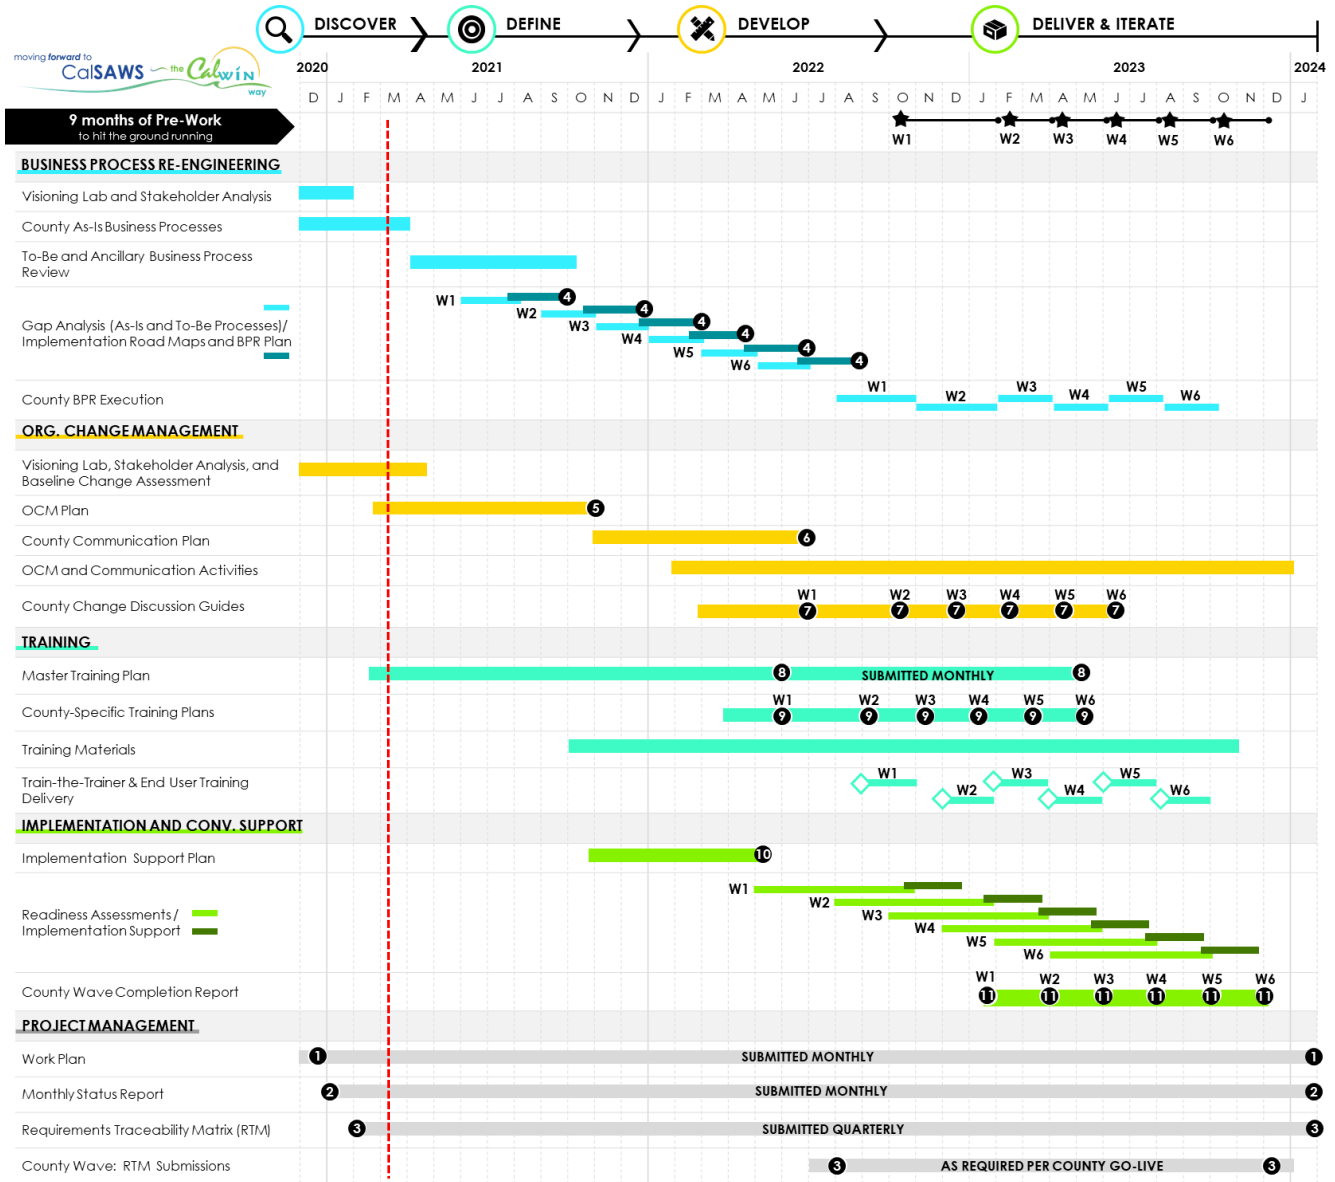 DISCOVER DEFINE DEVELOP DELIVER & ITERATE
moving forward to
CalSAWS the CalWIN
way
2020 2021 2022 2023 2024
D J F M A M J J A S O N D J F M A M J J A S O N D J F M A M J J A S O N D J
9 months of Pre-Work
to hit the ground running
W1 W2 W3 W4 W5 W6
BUSINESS PROCESS RE-ENGINEERING
Visioning Lab and Stakeholder Analysis
County As-Is Business Processes
To-Be and Ancillary Business Process
Review
Gap Analysis (As-Is and To-Be Processes)/
Implementation Road Maps and BPR Plan
W1 4
W2 4
W3 4
W4 4
W5 4
W6 4
County BPR Execution
W1 W2 W3 W4 W5 W6
ORG. CHANGE MANAGEMENT
Visioning Lab, Stakeholder Analysis, and
Baseline Change Assessment
OCM Plan 5
County Communication Plan 6
OCM and Communication Activities
W1 W2 W3 W4 W5 W6
County Change Discussion Guides 7 7 7 7 7 7
TRAINING
Master Training Plan 8 SUBMITTED MONTHLY 8
W1 W2 W3 W4 W5 W6
County-Specific Training Plans 9 9 9 9 9 9
Training Materials
Train-the-Trainer & End User Training
Delivery
W1 W2 W3 W4 W5 W6
IMPLEMENTATION AND CONV. SUPPORT
Implementation Support Plan 10
Readiness Assessments /
Implementation Support
W1
W2
W3
W4
W5
W6
W1 W2 W3 W4 W5 W6
County Wave Completion Report 11 11 11 11 11 11
PROJECT MANAGEMENT
Work Plan 1 SUBMITTED MONTHLY 1
Monthly Status Report 2 SUBMITTED MONTHLY 2
Requirements Traceability Matrix (RTM) 3 SUBMITTED QUARTERLY 3
County Wave: RTM Submissions 3 AS REQUIRED PER COUNTY GO-LIVE 3